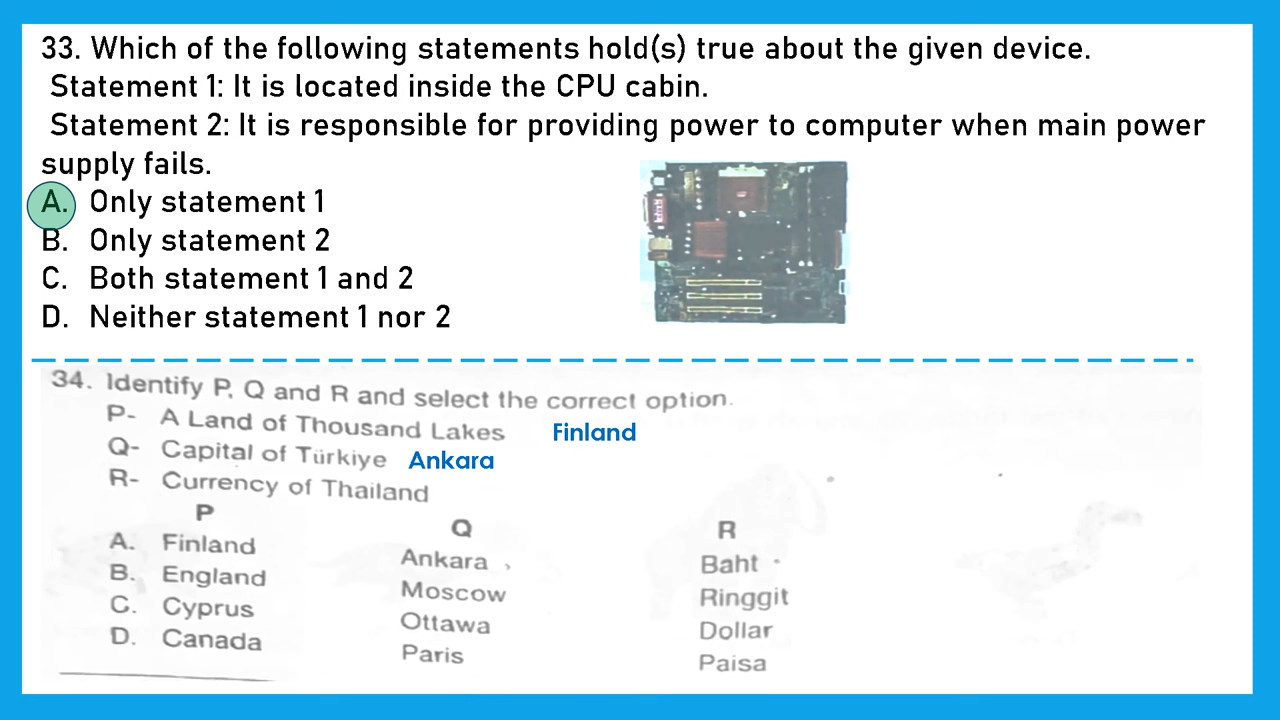 33. Which of the following statements hold(s) true about the given device.
Statement 1: It is located inside the CPU cabin.
Statement 2: It is responsible for providing power to computer when main power
supply fails.
A. Only statement 1
B. Only statement 2
C. Both statement 1 and 2
D. Neither statement 1 nor 2
34. Identify P, Q and R and select the correct option.
P- A Land of Thousand Lakes Finland
Q- Capital of Türkiye Ankara
R- Currency of Thailand
P Q R
A. Finland Ankara Baht
B. England Moscow Ringgit
C. Cyprus Ottawa Dollar
D. Canada Paris Paisa